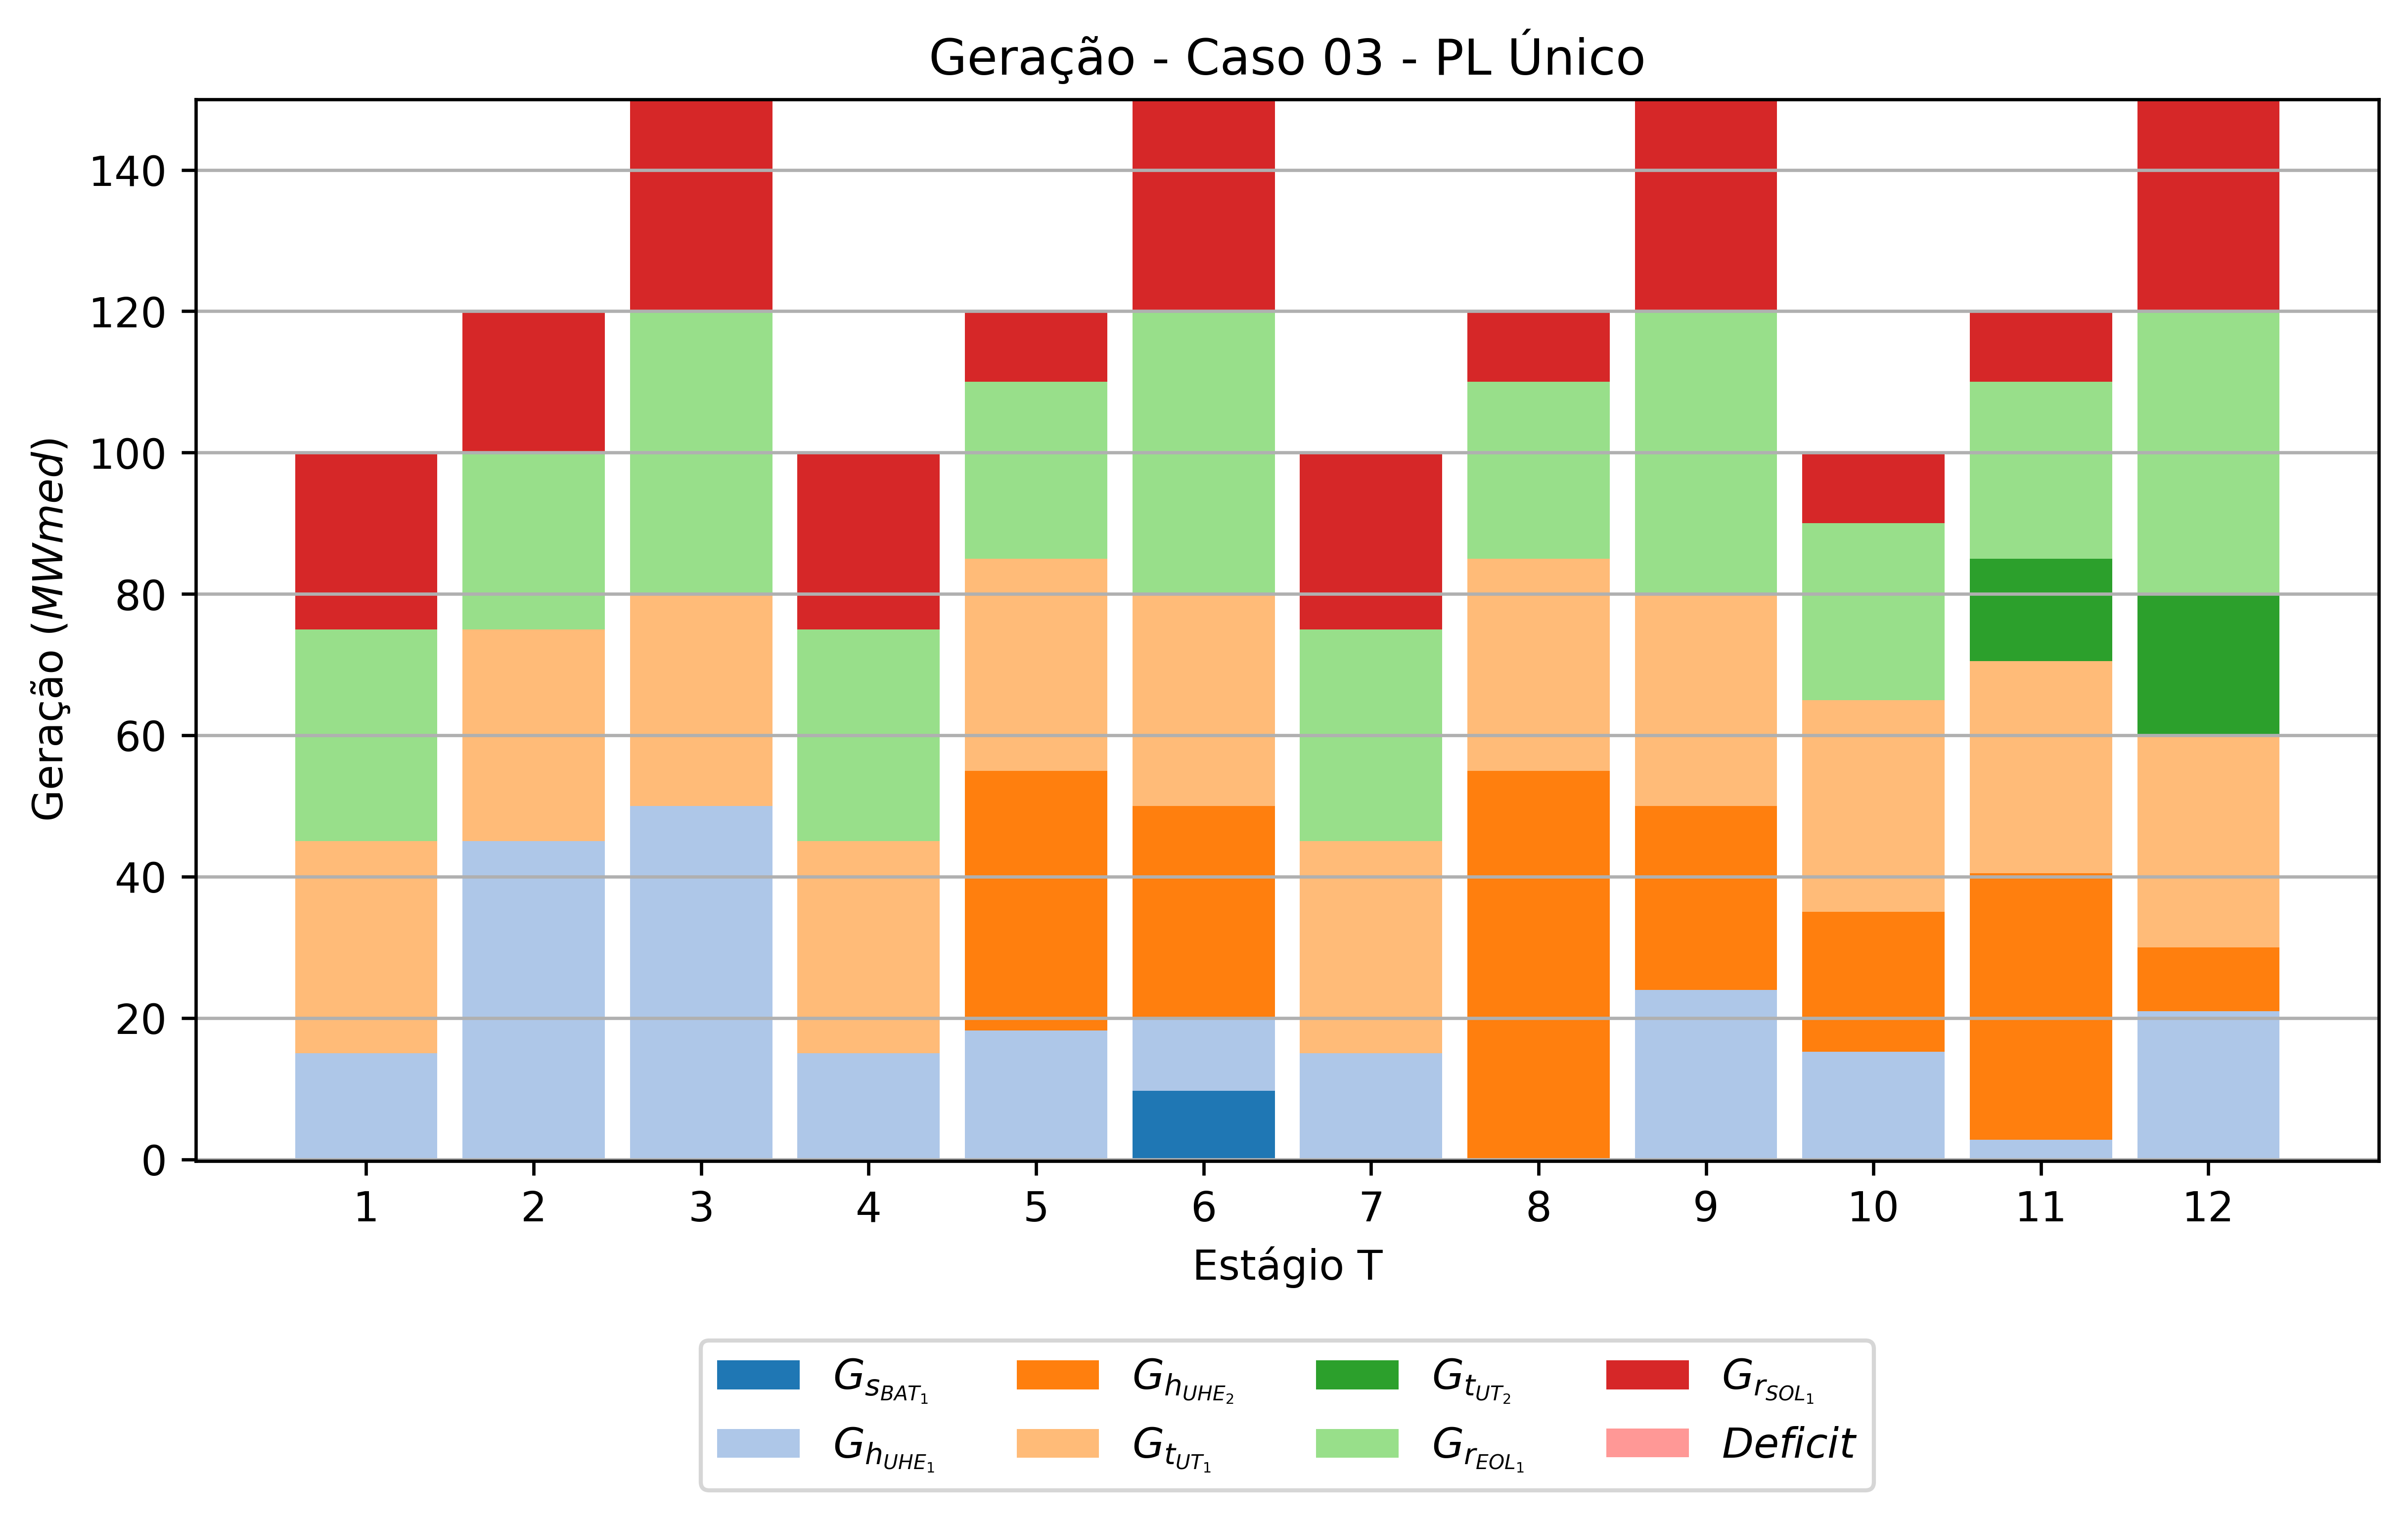 Geração - Caso 03 - PL Único
Geração (MWmed)
140
120
100
80
60
40
20
0
1 2 3 4 5 6 7 8 9 10 11 12
Estágio T
G_{s_{BAT_1}} G_{h_{UHE_2}} G_{t_{UT_2}} G_{r_{SOL_1}}
G_{h_{UHE_1}} G_{t_{UT_1}} G_{r_{EOL_1}} Deficit